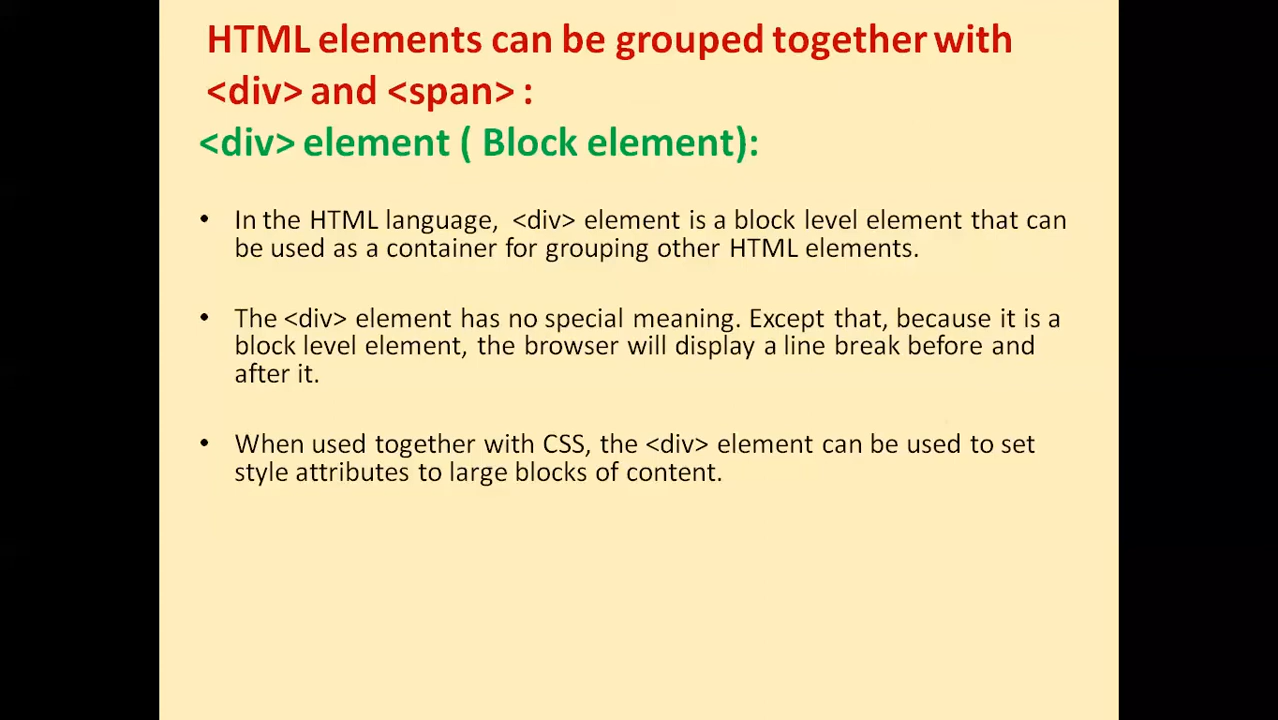 HTML elements can be grouped together with
<div> and <span> :
<div> element ( Block element):
• In the HTML language, <div> element is a block level element that can
be used as a container for grouping other HTML elements.
• The <div> element has no special meaning. Except that, because it is a
block level element, the browser will display a line break before and
after it.
• When used together with CSS, the <div> element can be used to set
style attributes to large blocks of content.